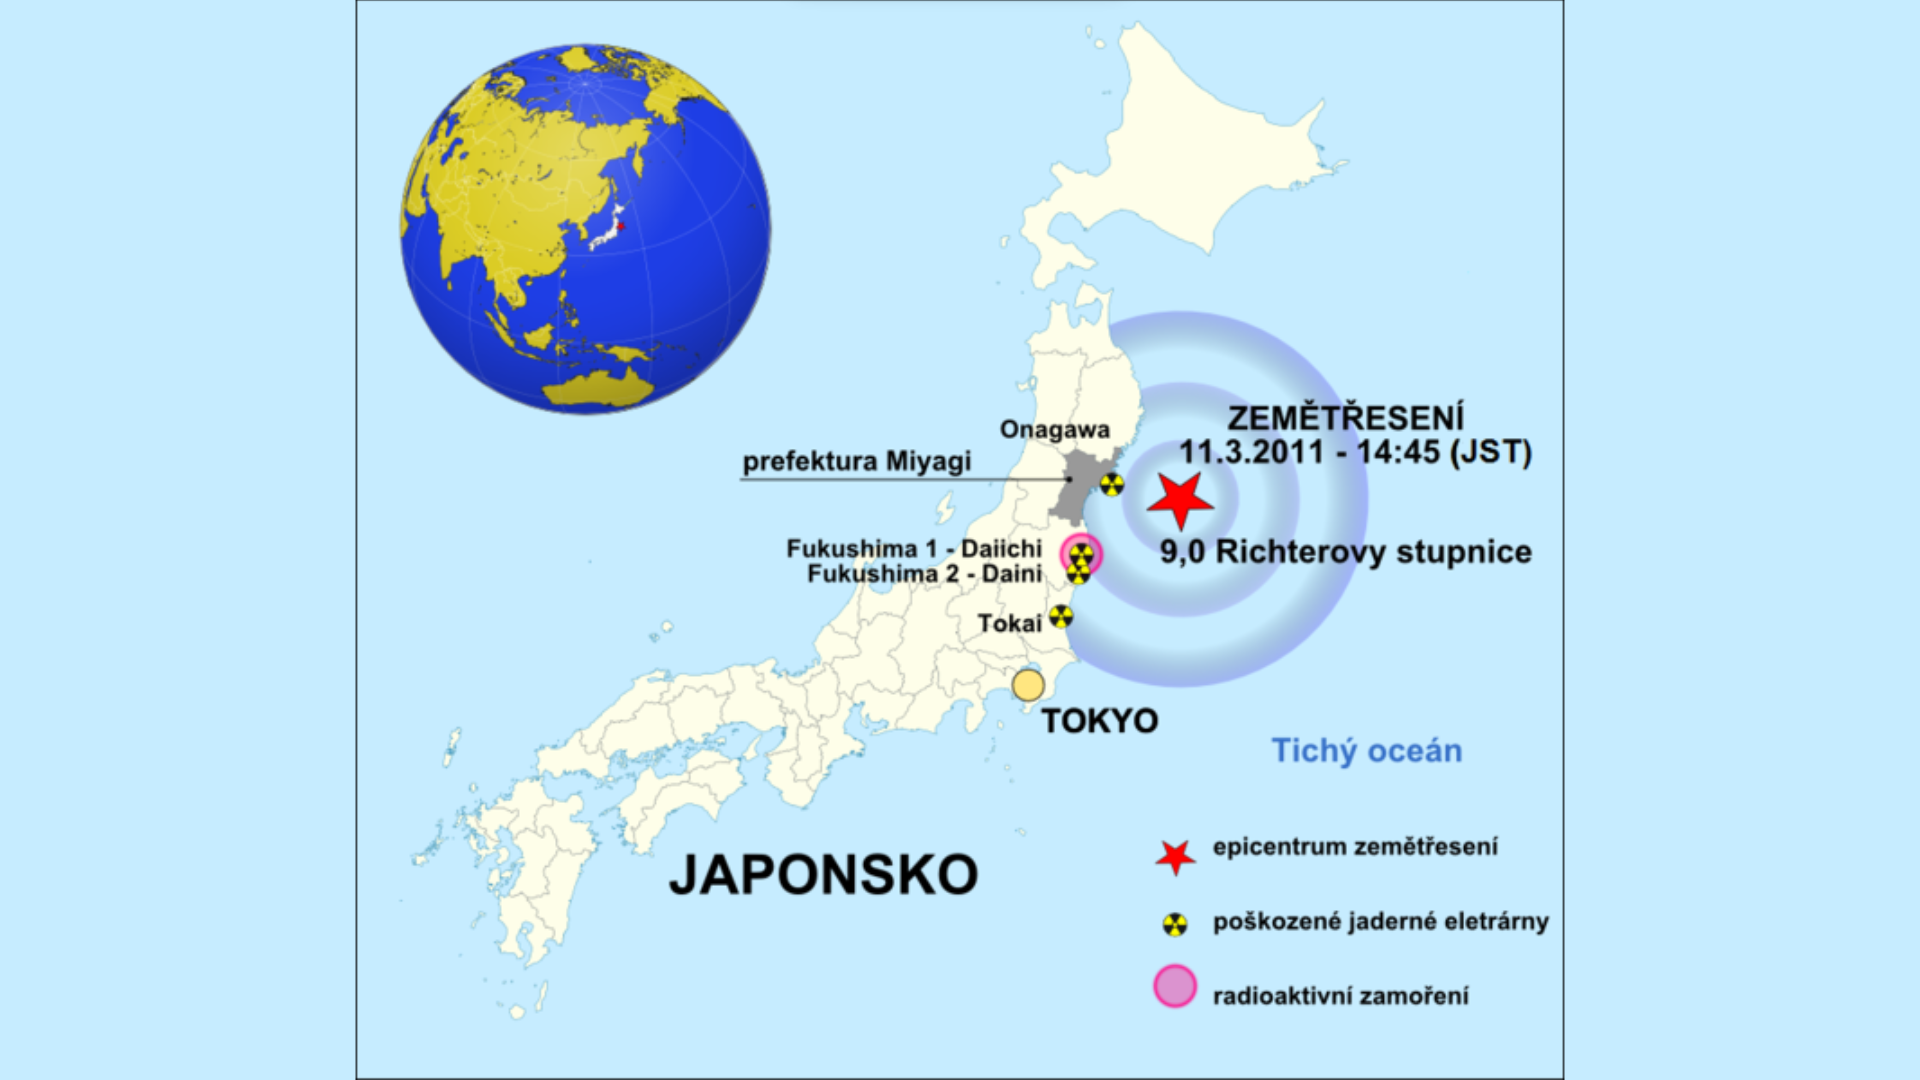 Onagawa
prefektura Miyagi
ZEMĚTŘESENÍ
11.3.2011 - 14:45 (JST)
9,0 Richterovy stupnice
Fukushima 1 - Daiichi
Fukushima 2 - Daini
Tokai
TOKYO
Tichý oceán
JAPONSKO
epicentrum zemětřesení
poškozené jaderné eletrárny
radioaktivní zamoření